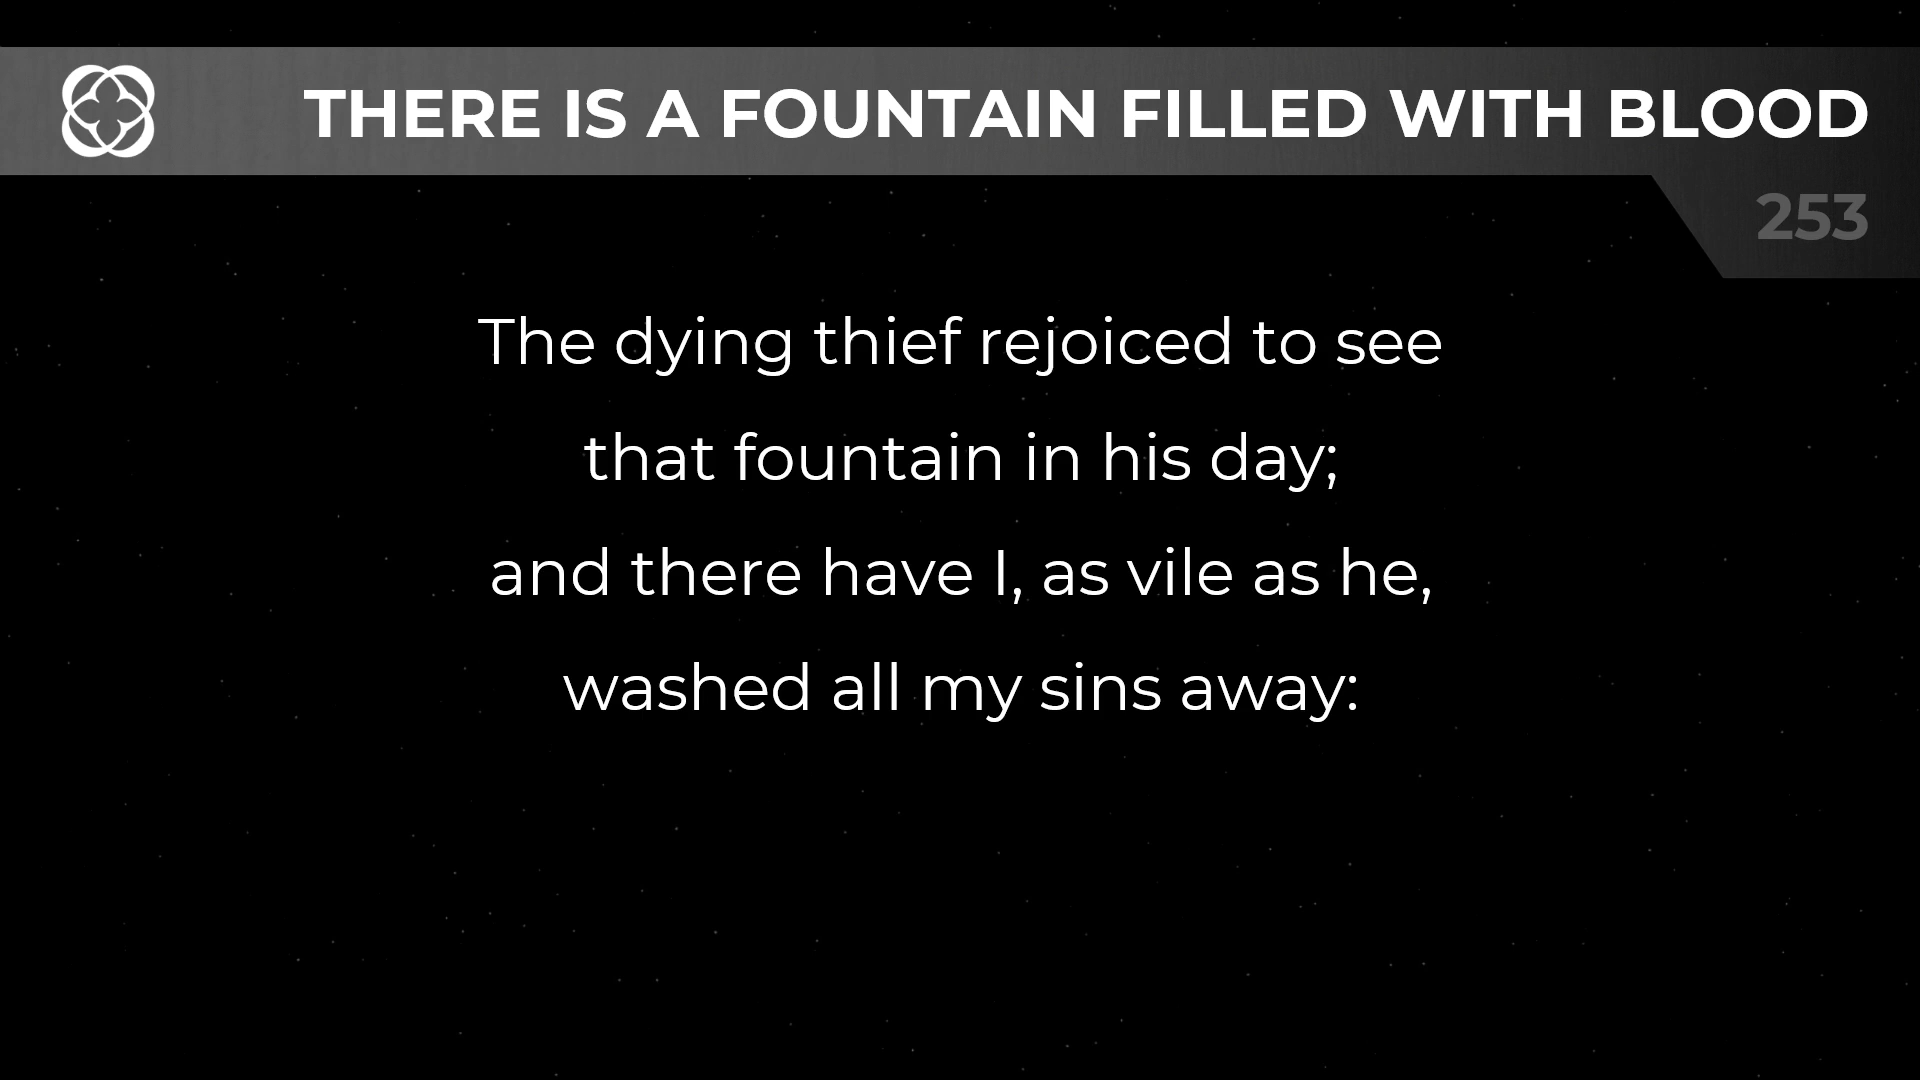 THERE IS A FOUNTAIN FILLED WITH BLOOD
253
The dying thief rejoiced to see
that fountain in his day;
and there have I, as vile as he,
washed all my sins away: